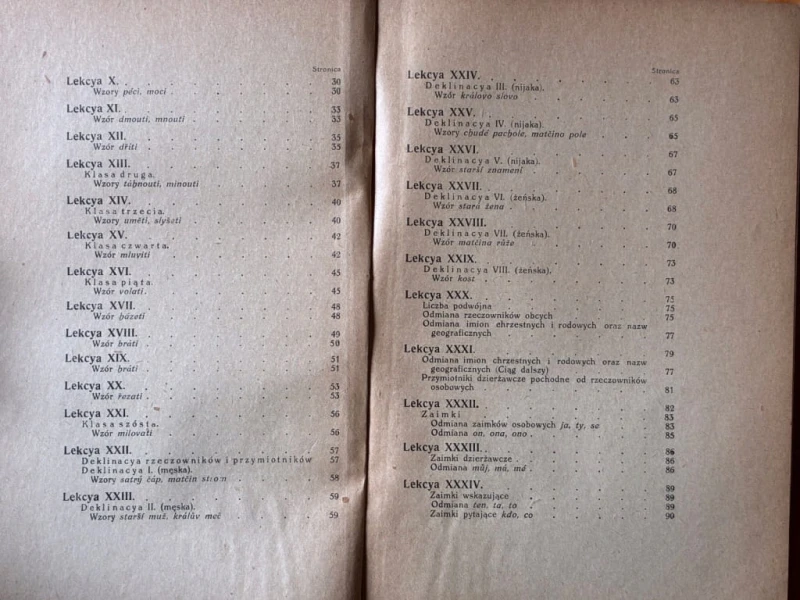 Stronica
Lekcya X. 30
Wzory péci, moci 30
Lekcya XI. 33
Wzór dmouti, mnouti 33
Lekcya XII. 35
Wzór dříti 35
Lekcya XIII. 37
Klasa druga.
Wzory táhnouti, minouti 37
Lekcya XIV. 40
Klasa trzecia.
Wzory uměti, slyšeti 40
Lekcya XV. 42
Klasa czwarta.
Wzór mluviti 42
Lekcya XVI. 45
Klasa piąta.
Wzór volati 45
Lekcya XVII. 48
Wzór házeti 48
Lekcya XVIII. 49
Wzór bráti 50
Lekcya XIX. 51
Wzór hráti 51
Lekcya XX. 53
Wzór řezati 53
Lekcya XXI. 56
Klasa szósta.
Wzór milovati 56
Lekcya XXII. 57
Deklinacya rzeczowników i przymiotników 57
Deklinacya I. (męska).
Wzory čáp, matčin 58
Lekcya XXIII. 59
Deklinacya II. (męska).
Wzory starší muž, králův meč 59
Stronica
Lekcya XXIV. 63
Deklinacya III. (nijaka).
Wzór královo slovo 63
Lekcya XXV. 65
Deklinacya IV. (nijaka).
Wzory chudé pachole, matčino pole 65
Lekcya XXVI. 67
Deklinacya V. (nijaka).
Wzór starší znamení 67
Lekcya XXVII. 68
Deklinacya VI. (żeńska).
Wzór stará žena 68
Lekcya XXVIII. 70
Deklinacya VII. (żeńska).
Wzór matčina růže 70
Lekcya XXIX. 73
Deklinacya VIII. (żeńska).
Wzór kost 73
Lekcya XXX. 75
Liczba podwójna 75
Odmiana rzeczowników obcych 75
Odmiana imion chrzestnych i rodowych oraz nazw
geograficznych 77
Lekcya XXXI. 79
Odmiana imion chrzestnych i rodowych oraz nazw
geograficznych (Ciąg dalszy) 77
Przymiotniki dzierżawcze pochodne od rzeczowników
osobowych 81
Lekcya XXXII. 82
Zaimki 83
Odmiana zaimków osobowych ja, ty, se 83
Odmiana on, ona, ono 85
Lekcya XXXIII. 86
Zaimki dzierżawcze 86
Odmiana můj, má, mé 86
Lekcya XXXIV. 89
Zaimki wskazujące 89
Odmiana ten, ta, to 89
Zaimki pytające kdo, co 90